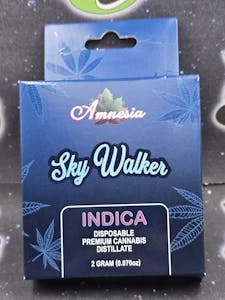 Amnesia
Sky Walker
INDICA
DISPOSABLE
PREMIUM CANNABIS
DISTILLATE
2 GRAM (0.070oz)